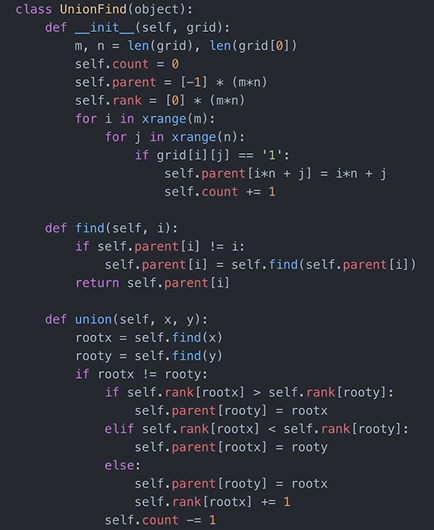 class UnionFind(object):
    def __init__(self, grid):
        m, n = len(grid), len(grid[0])
        self.count = 0
        self.parent = [-1] * (m*n)
        self.rank = [0] * (m*n)
        for i in xrange(m):
            for j in xrange(n):
                if grid[i][j] == '1':
                    self.parent[i*n + j] = i*n + j
                    self.count += 1

    def find(self, i):
        if self.parent[i] != i:
            self.parent[i] = self.find(self.parent[i])
        return self.parent[i]

    def union(self, x, y):
        rootx = self.find(x)
        rooty = self.find(y)
        if rootx != rooty:
            if self.rank[rootx] > self.rank[rooty]:
                self.parent[rooty] = rootx
            elif self.rank[rootx] < self.rank[rooty]:
                self.parent[rootx] = rooty
            else:
                self.parent[rooty] = rootx
                self.rank[rootx] += 1
            self.count -= 1